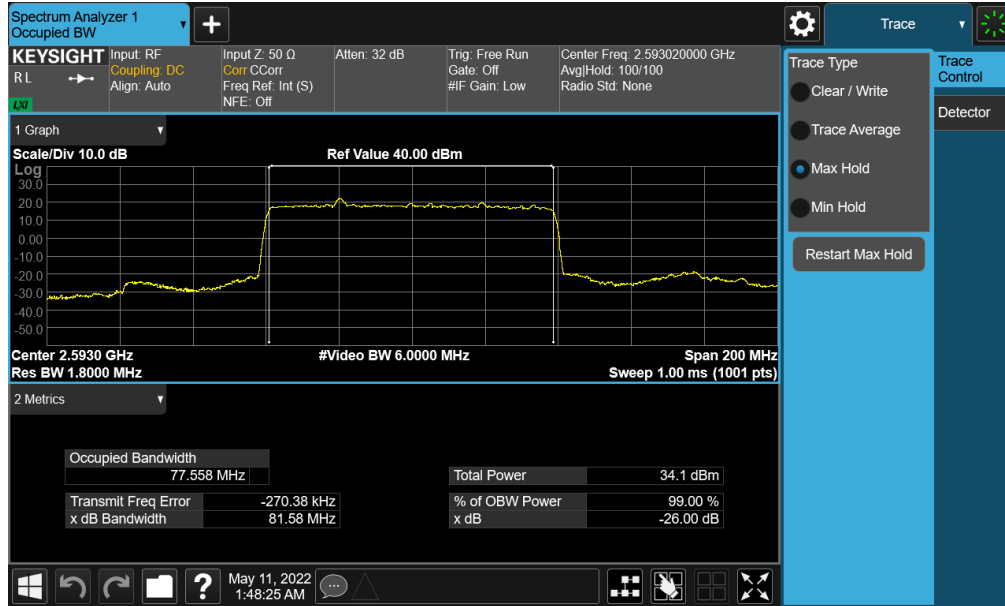 Spectrum Analyzer 1
Occupied BW
Trace
KEYSIGHT
R L
LXI
Input: RF
Coupling: DC
Align: Auto
Input Z: 50 Ω
Corr CCorr
Freq Ref: Int (S)
NFE: Off
Atten: 32 dB
Trig: Free Run
Gate: Off
#IF Gain: Low
Center Freq: 2.593020000 GHz
Avg|Hold: 100/100
Radio Std: None
Trace Type
Clear / Write
Trace Average
Max Hold
Min Hold
Restart Max Hold
Trace
Control
Detector
1 Graph
Scale/Div 10.0 dB
Ref Value 40.00 dBm
Log
30.0
20.0
10.0
0.00
-10.0
-20.0
-30.0
-40.0
-50.0
Center 2.5930 GHz
#Video BW 6.0000 MHz
Span 200 MHz
Res BW 1.8000 MHz
Sweep 1.00 ms (1001 pts)
2 Metrics
Occupied Bandwidth
77.558 MHz
Total Power 34.1 dBm
Transmit Freq Error -270.38 kHz
% of OBW Power 99.00 %
x dB Bandwidth 81.58 MHz
x dB -26.00 dB
?
May 11, 2022
1:48:25 AM